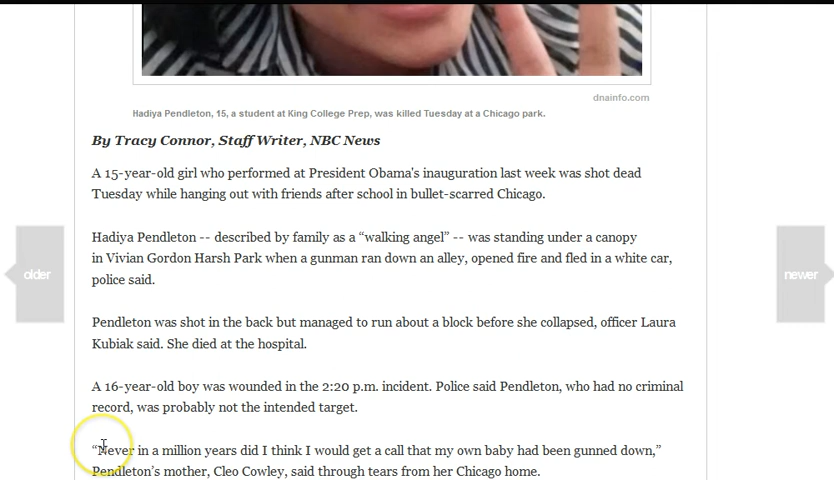 dnainfo.com
Hadiya Pendleton, 15, a student at King College Prep, was killed Tuesday at a Chicago park.
By Tracy Connor, Staff Writer, NBC News
A 15-year-old girl who performed at President Obama's inauguration last week was shot dead
Tuesday while hanging out with friends after school in bullet-scarred Chicago.
Hadiya Pendleton -- described by family as a “walking angel” -- was standing under a canopy
in Vivian Gordon Harsh Park when a gunman ran down an alley, opened fire and fled in a white car,
police said.
older
newer
Pendleton was shot in the back but managed to run about a block before she collapsed, officer Laura
Kubiak said. She died at the hospital.
A 16-year-old boy was wounded in the 2:20 p.m. incident. Police said Pendleton, who had no criminal
record, was probably not the intended target.
“Never in a million years did I think I would get a call that my own baby had been gunned down,”
Pendleton's mother, Cleo Cowley, said through tears from her Chicago home.